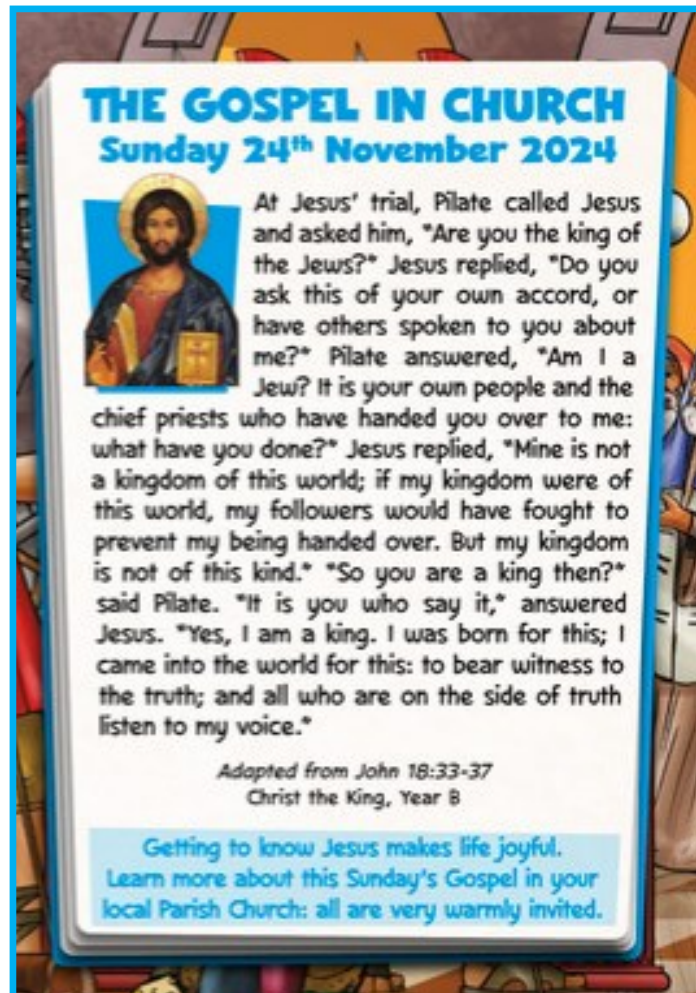 THE GOSPEL IN CHURCH
Sunday 24th November 2024
At Jesus' trial, Pilate called Jesus
and asked him, "Are you the king of
the Jews?" Jesus replied, "Do you
ask this of your own accord, or
have others spoken to you about
me?" Pilate answered, "Am I a
Jew? It is your own people and the
chief priests who have handed you over to me:
what have you done?" Jesus replied, "Mine is not
a kingdom of this world; if my kingdom were of
this world, my followers would have fought to
prevent my being handed over. But my kingdom
is not of this kind." "So you are a king then?"
said Pilate. "It is you who say it," answered
Jesus. "Yes, I am a king. I was born for this; I
came into the world for this: to bear witness to
the truth; and all who are on the side of truth
listen to my voice."
Adapted from John 18:33-37
Christ the King, Year B
Getting to know Jesus makes life joyful.
Learn more about this Sunday's Gospel in your
local Parish Church: all are very warmly invited.